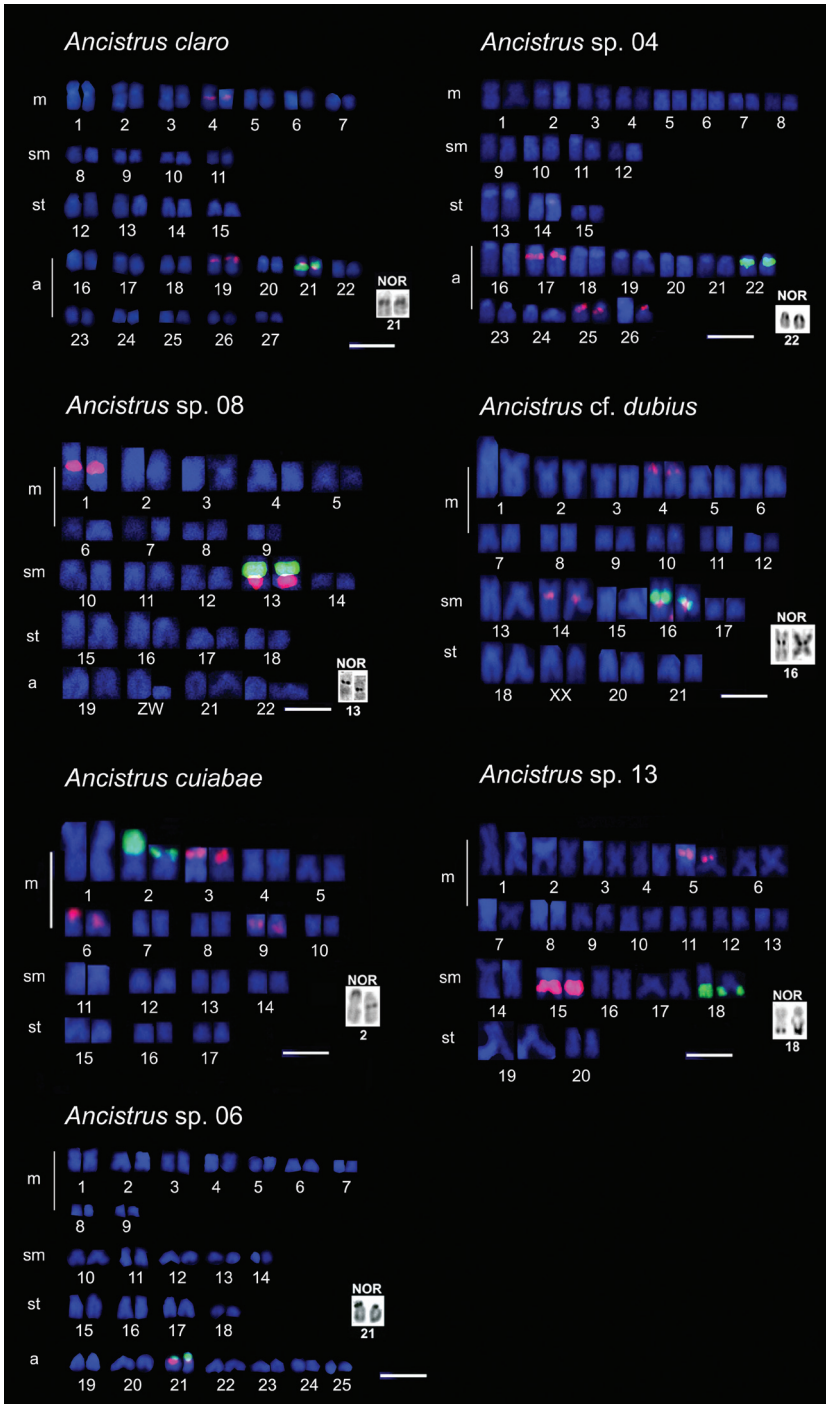 Ancistrus claro
m
1 2 3 4 5 6 7
sm
8 9 10 11
st
12 13 14 15
a
16 17 18 19 20 21 22
23 24 25 26 27
NOR
21
Ancistrus sp. 04
m
1 2 3 4 5 6 7 8
sm
9 10 11 12
st
13 14 15
a
16 17 18 19 20 21 22
23 24 25 26
NOR
22
Ancistrus sp. 08
m
1 2 3 4 5
6 7 8 9
sm
10 11 12 13 14
st
15 16 17 18
a
19 ZW 21 22
NOR
13
Ancistrus cf. dubius
m
1 2 3 4 5 6
7 8 9 10 11 12
sm
13 14 15 16 17
st
18 XX 20 21
NOR
16
Ancistrus cuiabae
m
1 2 3 4 5
6 7 8 9 10
sm
11 12 13 14
st
15 16 17
NOR
2
Ancistrus sp. 13
m
1 2 3 4 5 6
7 8 9 10 11 12 13
sm
14 15 16 17 18
st
19 20
NOR
18
Ancistrus sp. 06
m
1 2 3 4 5 6 7
8 9
sm
10 11 12 13 14
st
15 16 17 18
a
19 20 21 22 23 24 25
NOR
21